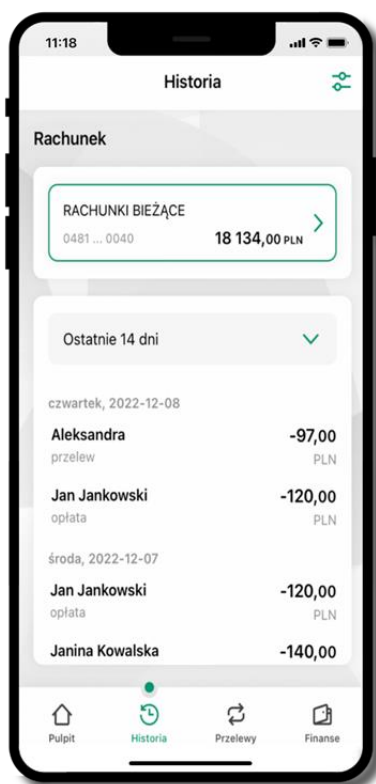 11:18
Historia
Rachunek
RACHUNKI BIEŻĄCE
0481 ... 0040 18 134,00 PLN
Ostatnie 14 dni
czwartek, 2022-12-08
Aleksandra -97,00
przelew PLN
Jan Jankowski -120,00
opłata PLN
środa, 2022-12-07
Jan Jankowski -120,00
opłata PLN
Janina Kowalska -140,00
Pulpit Historia Przelewy Finanse